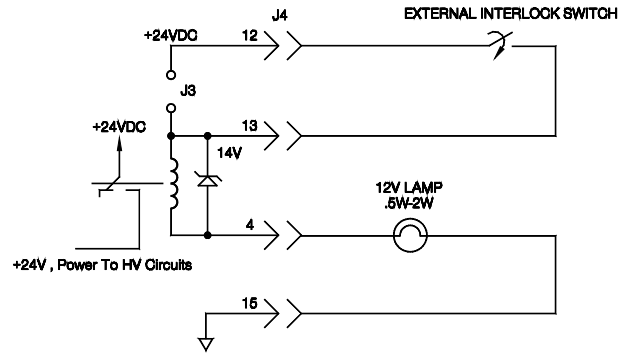 J4
EXTERNAL INTERLOCK SWITCH
+24VDC
12
J3
+24VDC
13
14V
12V LAMP
.5W-2W
4
+24V , Power To HV Circuits
15